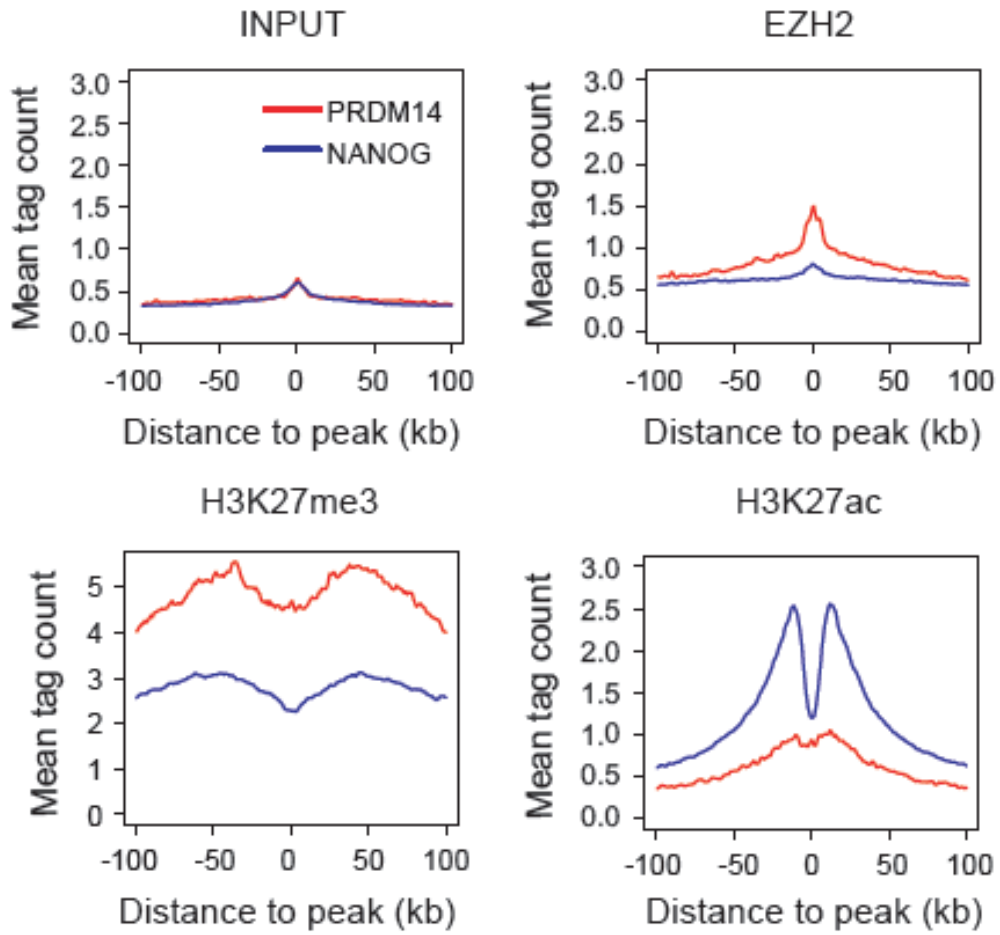 INPUT
Mean tag count
3.0
2.5
2.0
1.5
1.0
0.5
0.0
PRDM14
NANOG
-100 -50 0 50 100
Distance to peak (kb)
EZH2
Mean tag count
3.0
2.5
2.0
1.5
1.0
0.5
0.0
-100 -50 0 50 100
Distance to peak (kb)
H3K27me3
Mean tag count
5
4
3
2
1
0
-100 -50 0 50 100
Distance to peak (kb)
H3K27ac
Mean tag count
3.0
2.5
2.0
1.5
1.0
0.5
0.0
-100 -50 0 50 100
Distance to peak (kb)